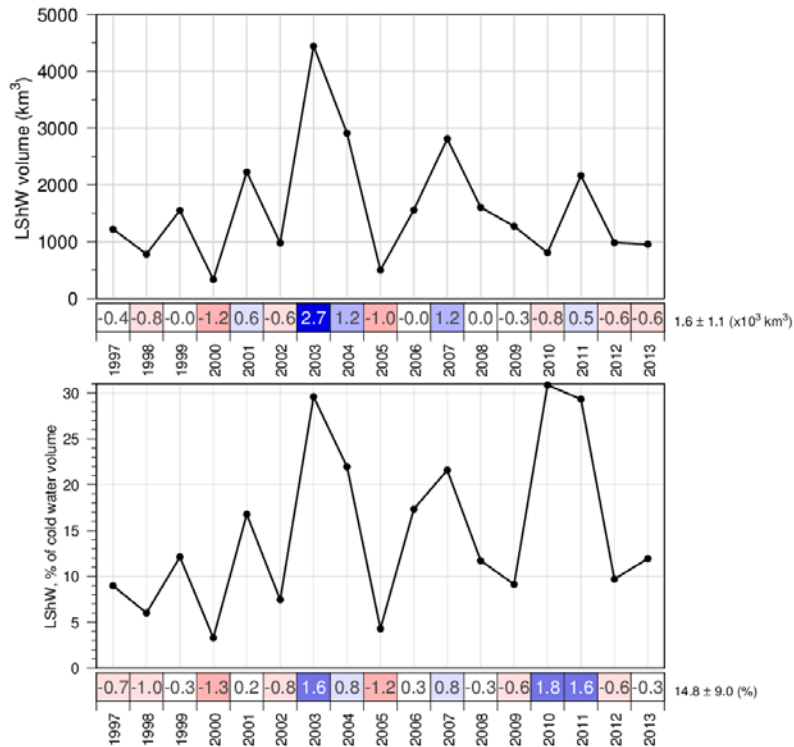 5000
4000
3000
2000
1000
0
LShW volume (km³)
-0.4 -0.8 -0.0 -1.2 0.6 -0.6 2.7 1.2 -1.0 -0.0 1.2 0.0 -0.3 -0.8 0.5 -0.6 -0.6 1.6 ± 1.1 (x10³ km³)
1997 1998 1999 2000 2001 2002 2003 2004 2005 2006 2007 2008 2009 2010 2011 2012 2013
30
25
20
15
10
5
0
LShW, % of cold water volume
-0.7 -1.0 -0.3 -1.3 0.2 -0.8 1.6 0.8 -1.2 0.3 0.8 -0.3 -0.6 1.8 1.6 -0.6 -0.3 14.8 ± 9.0 (%)
1997 1998 1999 2000 2001 2002 2003 2004 2005 2006 2007 2008 2009 2010 2011 2012 2013